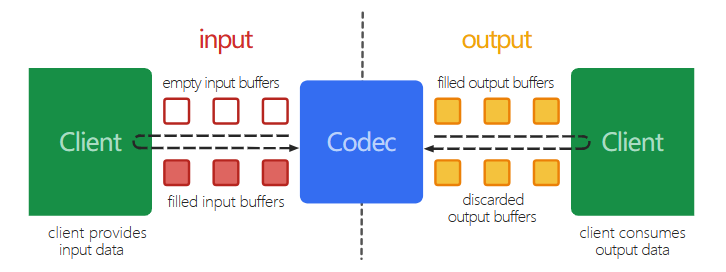 input
output
empty input buffers
filled output buffers
Client
Codec
Client
filled input buffers
discarded
output buffers
client provides
input data
client consumes
output data